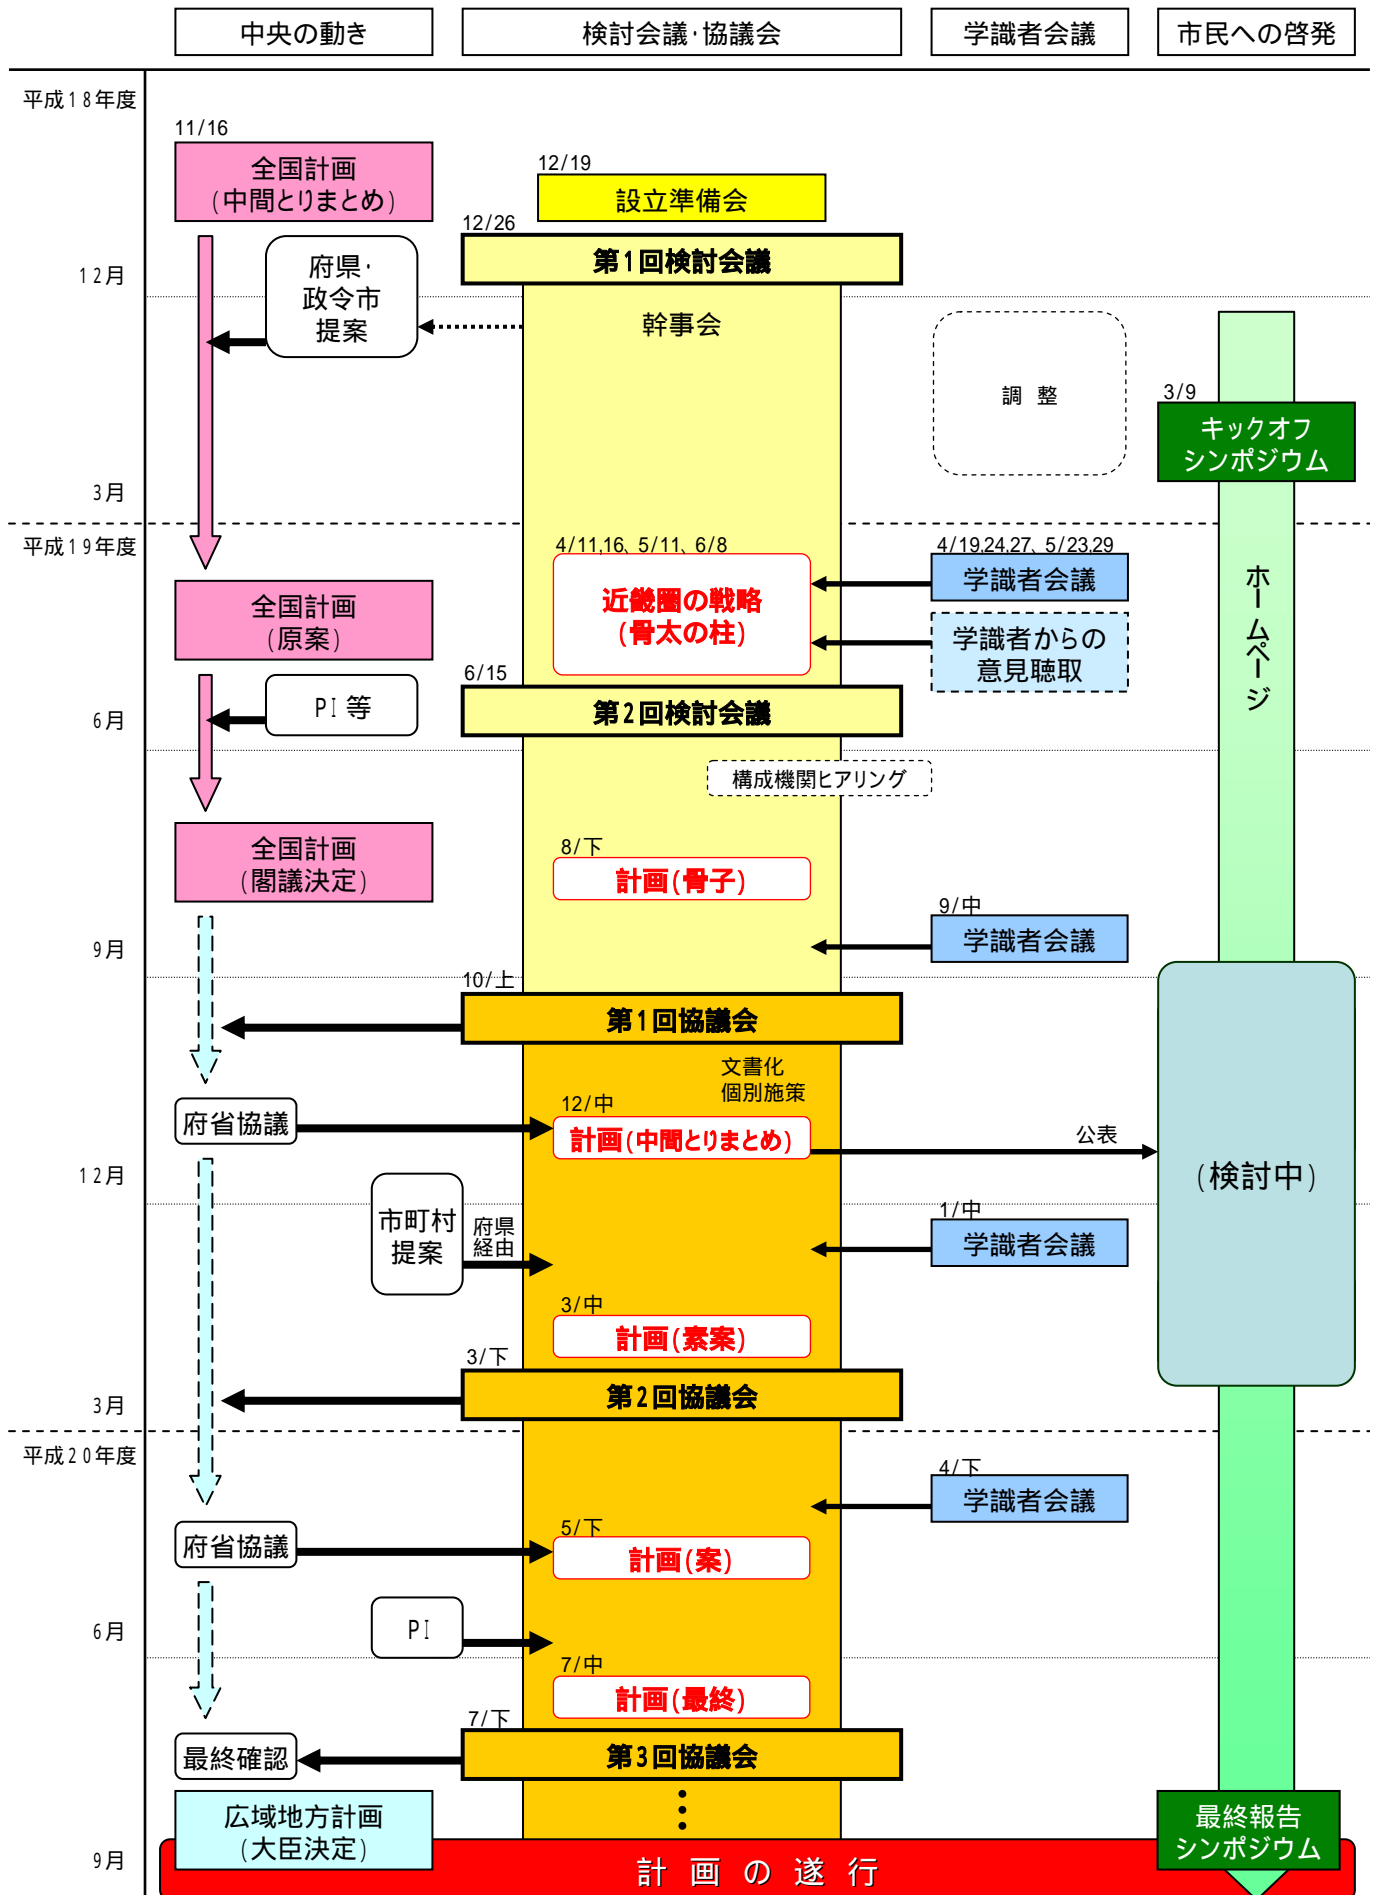 中央の動き
検討会議・協議会
学識者会議
市民への啓発
平成18年度
11/16
全国計画
(中間とりまとめ)
12/19
設立準備会
12/26
第1回検討会議
12月
府県・
政令市
提案
幹事会
調 整
3/9
キックオフ
シンポジウム
3月
平成19年度
4/11,16、5/11、6/8
近畿圏の戦略
(骨太の柱)
4/19,24,27、5/23,29
学識者会議
学識者からの
意見聴取
ホームページ
全国計画
(原案)
6/15
第2回検討会議
PI 等
6月
構成機関ヒアリング
全国計画
(閣議決定)
8/下
計画(骨子)
9/中
学識者会議
9月
10/上
第1回協議会
文書化
個別施策
府省協議
12/中
計画(中間とりまとめ)
公表
(検討中)
12月
市町村
提案
府県
経由
1/中
学識者会議
3/中
計画(素案)
3/下
第2回協議会
3月
平成20年度
4/下
学識者会議
府省協議
5/下
計画(案)
PI
6月
7/中
計画(最終)
7/下
第3回協議会
最終確認
広域地方計画
(大臣決定)
最終報告
シンポジウム
9月
計 画 の 遂 行